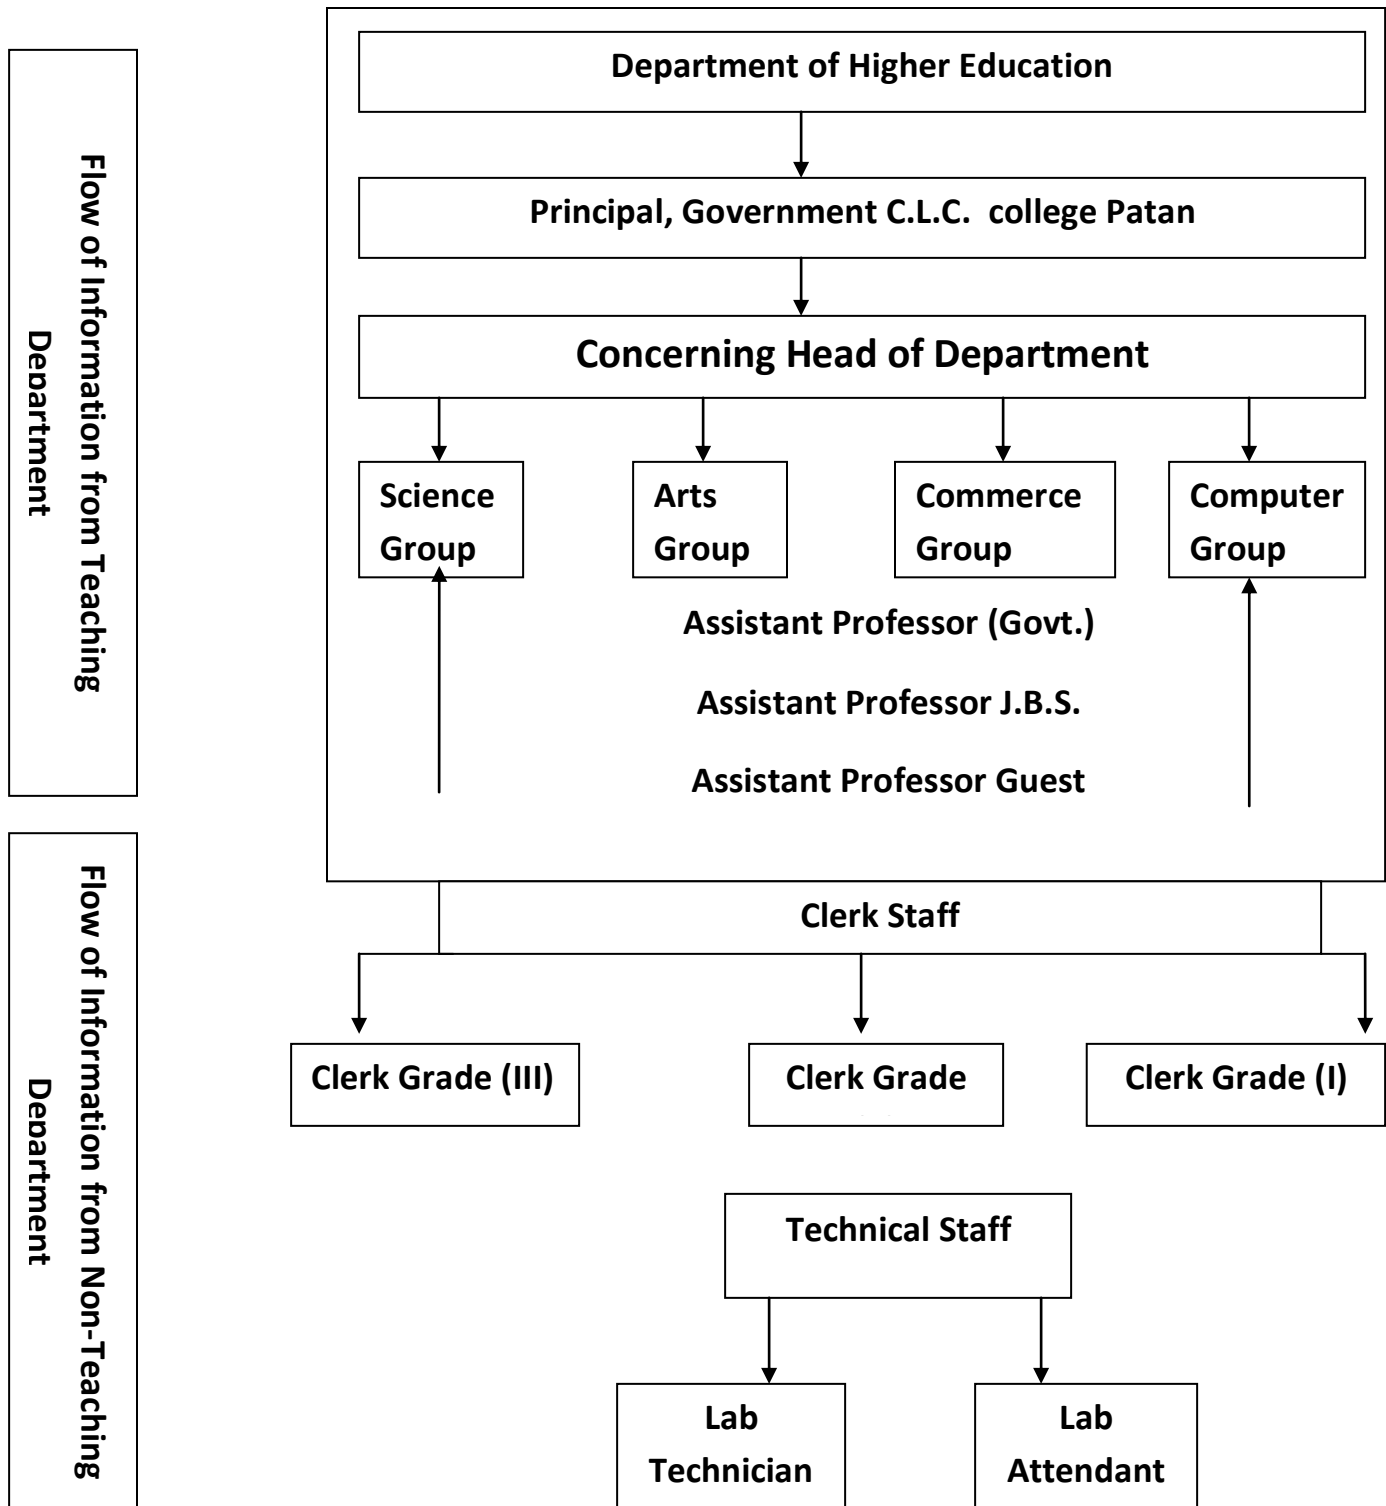 Flow of Information from Teaching
Department
Department of Higher Education
Principal, Government C.L.C. college Patan
Concerning Head of Department
Science
Group
Arts
Group
Commerce
Group
Computer
Group
Assistant Professor (Govt.)
Assistant Professor J.B.S.
Assistant Professor Guest
Flow of Information from Non-Teaching
Department
Clerk Staff
Clerk Grade (III)
Clerk Grade
Clerk Grade (I)
Technical Staff
Lab
Technician
Lab
Attendant